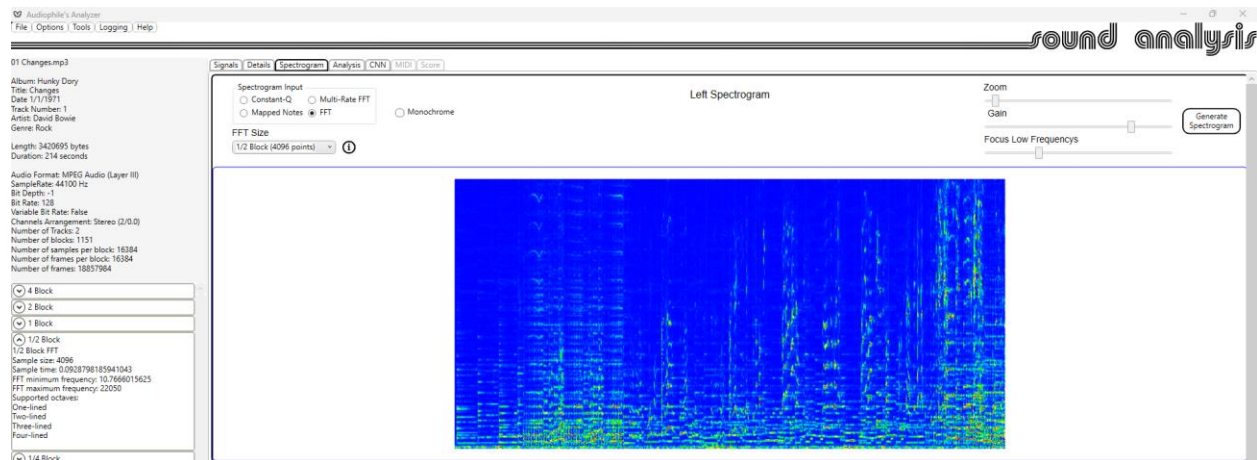 Audiophile's Analyzer
File | Options | Tools | Logging | Help
sound analysis
01 Changes.mp3
Album: Hunky Dory
Title: Changes
Date 1/1/1971
Track Number: 1
Artist: David Bowie
Genre: Rock
Length: 3420695 bytes
Duration: 214 seconds
Audio Format: MPEG Audio (Layer III)
SampleRate: 44100 Hz
Bit Depth: -1
Bit Rate: 128
Variable Bit Rate: False
Channels Arrangement: Stereo (2/0.0)
Number of Tracks: 2
Number of blocks: 1151
Number of samples per block: 16384
Number of frames per block: 16384
Number of frames: 18857984
4 Block
2 Block
1 Block
1/2 Block
1/2 Block FFT
Sample size: 4096
Sample time: 0.0928798185941043
FFT minimum frequency: 10.7666015625
FFT maximum frequency: 22050
Supported octaves:
One-lined
Two-lined
Three-lined
Four-lined
1/4 Block
Signals Details Spectrogram Analysis CNN MIDI Score
Spectrogram Input
Constant-Q Multi-Rate FFT
Mapped Notes FFT
Monochrome
FFT Size
1/2 Block (4096 points)
Left Spectrogram
Zoom
Gain
Focus Low Frequencys
Generate
Spectrogram